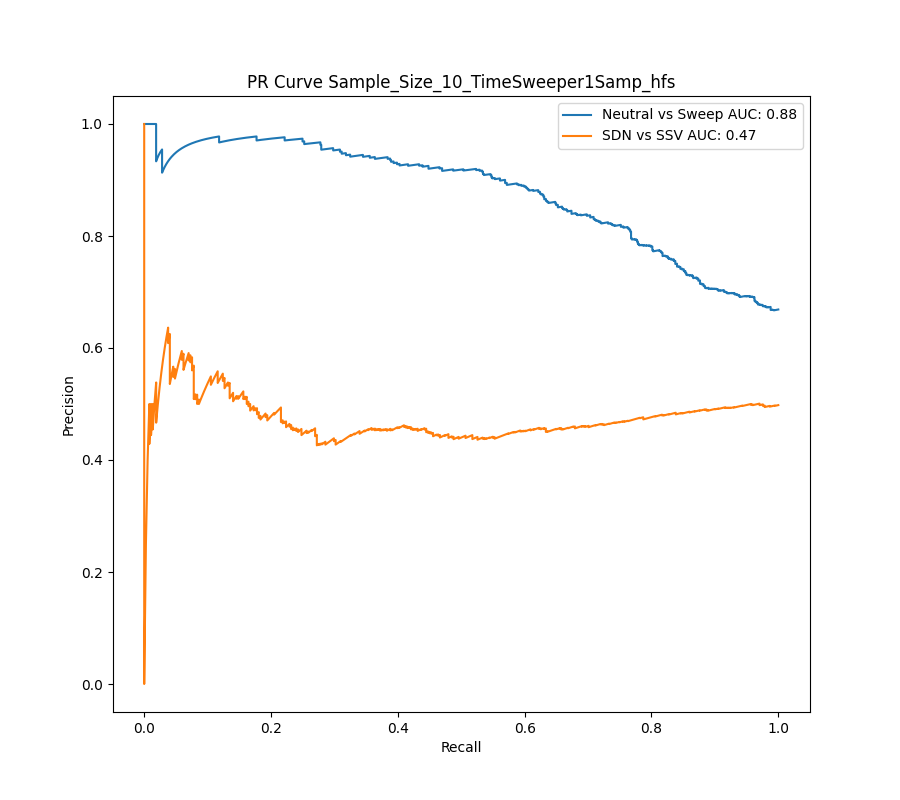 PR Curve Sample_Size_10_TimeSweeper1Samp_hfs
Neutral vs Sweep AUC: 0.88
SDN vs SSV AUC: 0.47
1.0
0.8
0.6
0.4
0.2
0.0
Precision
0.0 0.2 0.4 0.6 0.8 1.0
Recall